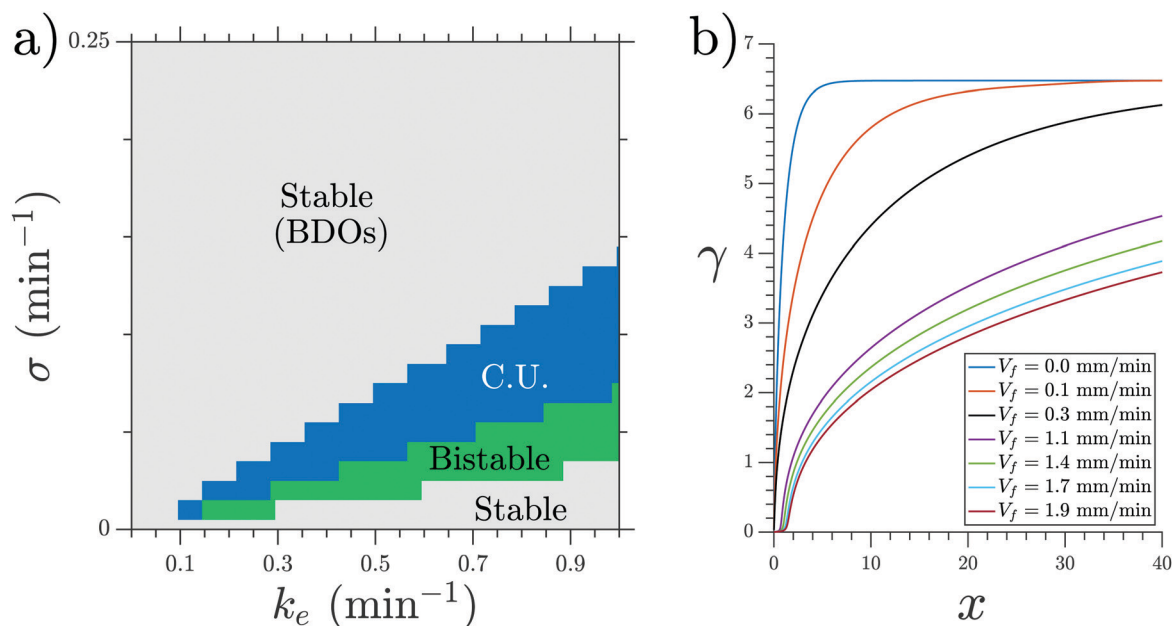 a)
0.25
σ (min⁻¹)
0
Stable
(BDOs)
C.U.
Bistable
Stable
0.1 0.3 0.5 0.7 0.9
kₑ (min⁻¹)
b)
7
6
5
4
3
2
1
0
γ
V_f = 0.0 mm/min
V_f = 0.1 mm/min
V_f = 0.3 mm/min
V_f = 1.1 mm/min
V_f = 1.4 mm/min
V_f = 1.7 mm/min
V_f = 1.9 mm/min
0 10 20 30 40
x